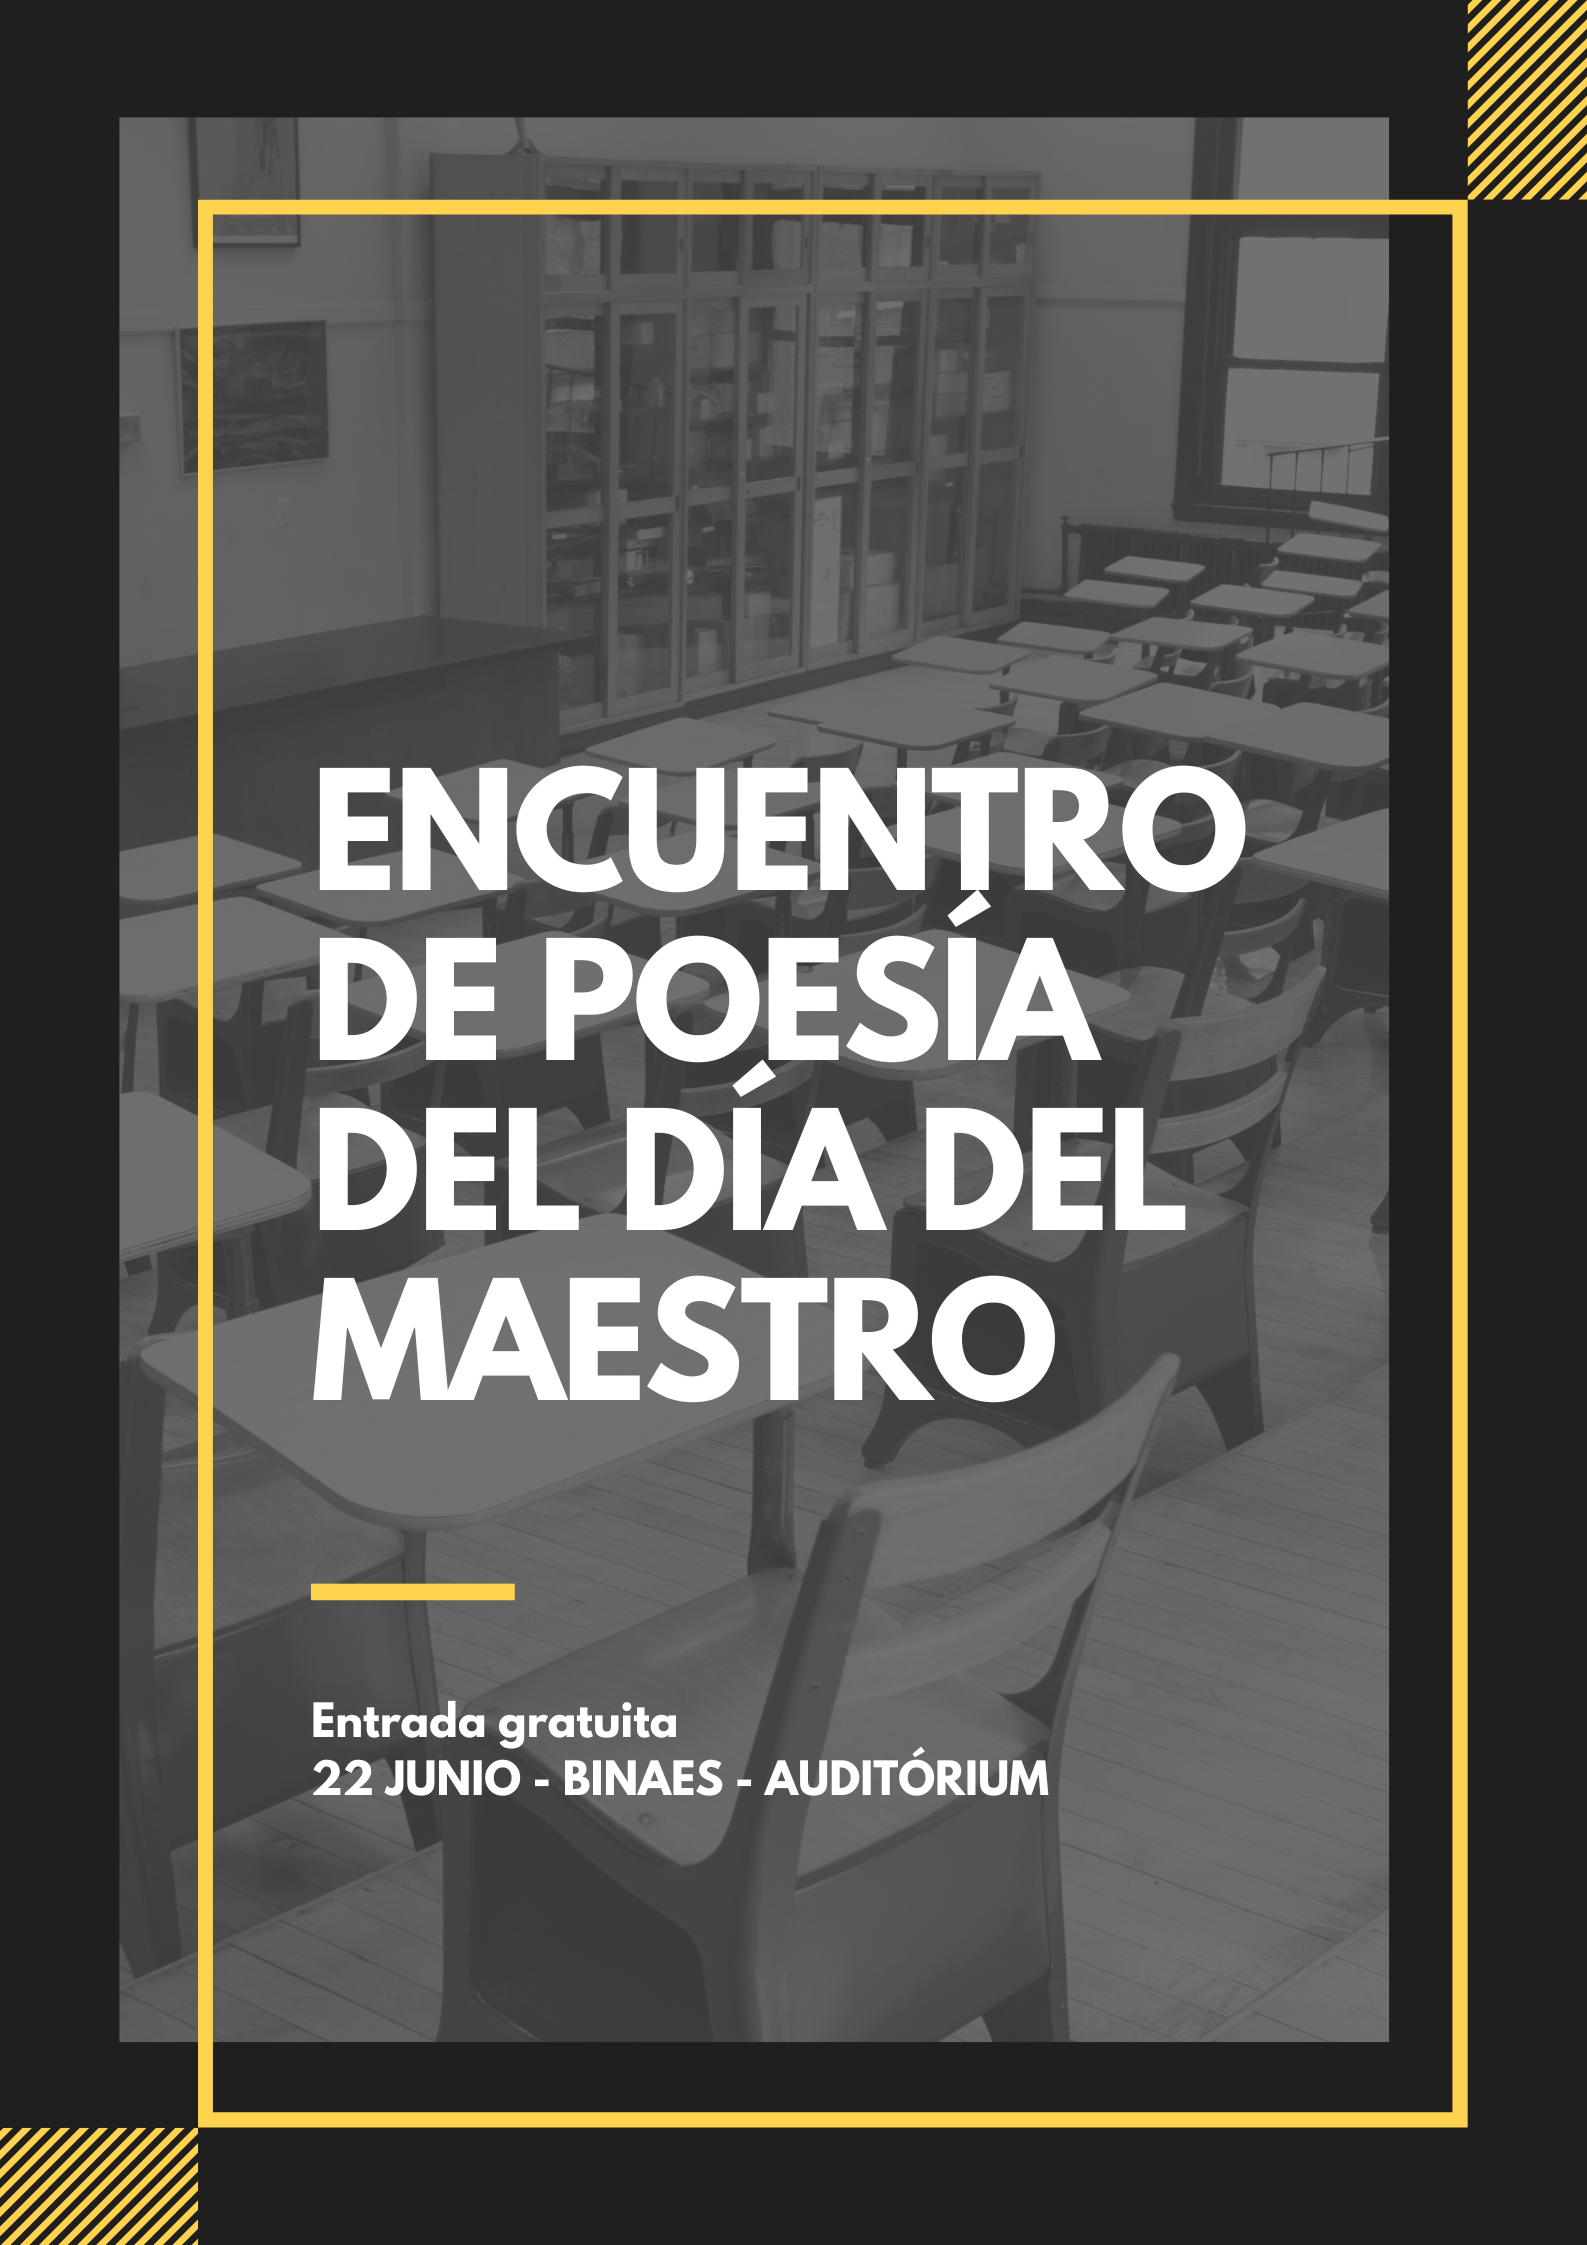 ENCUENTRO
DE POESÍA
DEL DÍA DEL
MAESTRO
Entrada gratuita
22 JUNIO - BINAES - AUDITÓRIUM